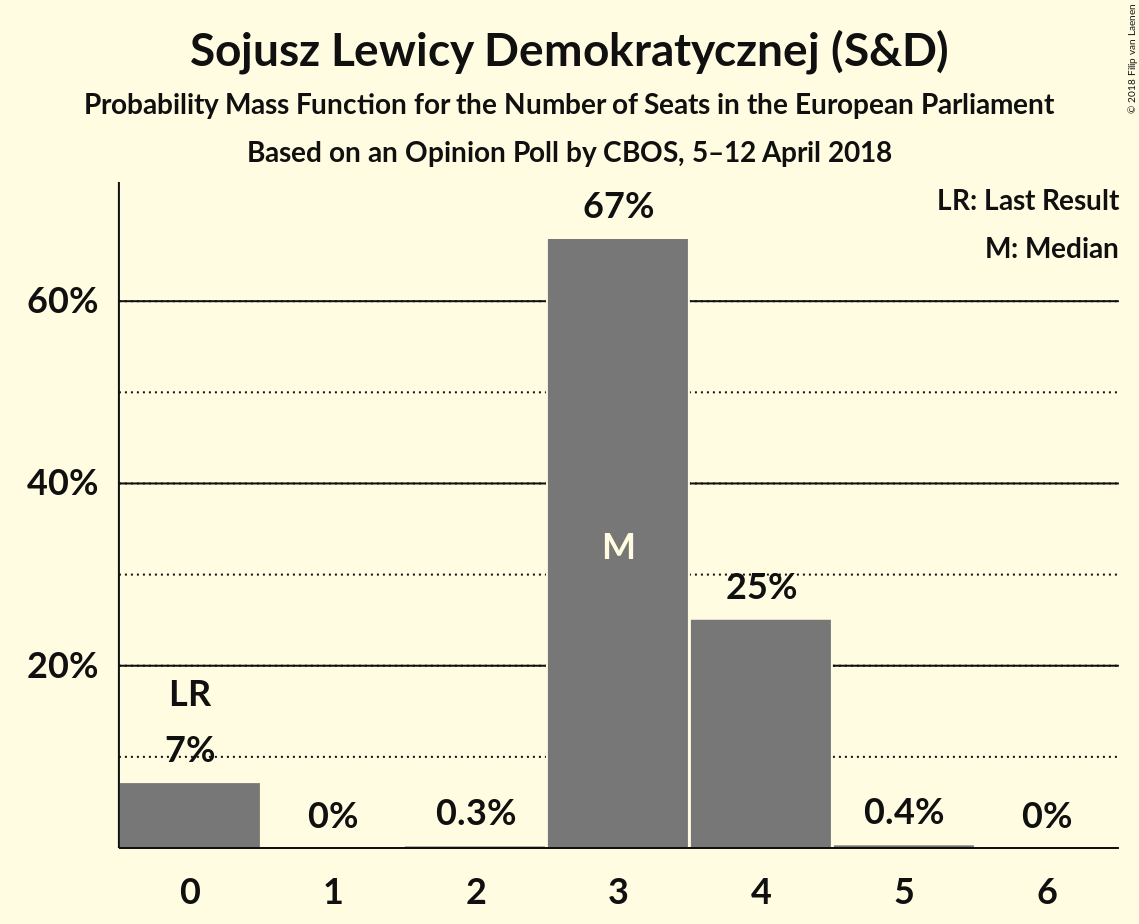 Sojusz Lewicy Demokratycznej (S&D)
Probability Mass Function for the Number of Seats in the European Parliament
Based on an Opinion Poll by CBOS, 5–12 April 2018
© 2018 Filip van Laenen
LR: Last Result
M: Median
67%
60%
40%
M
25%
20%
LR
7%
0%
0.3%
0.4%
0%
0 1 2 3 4 5 6